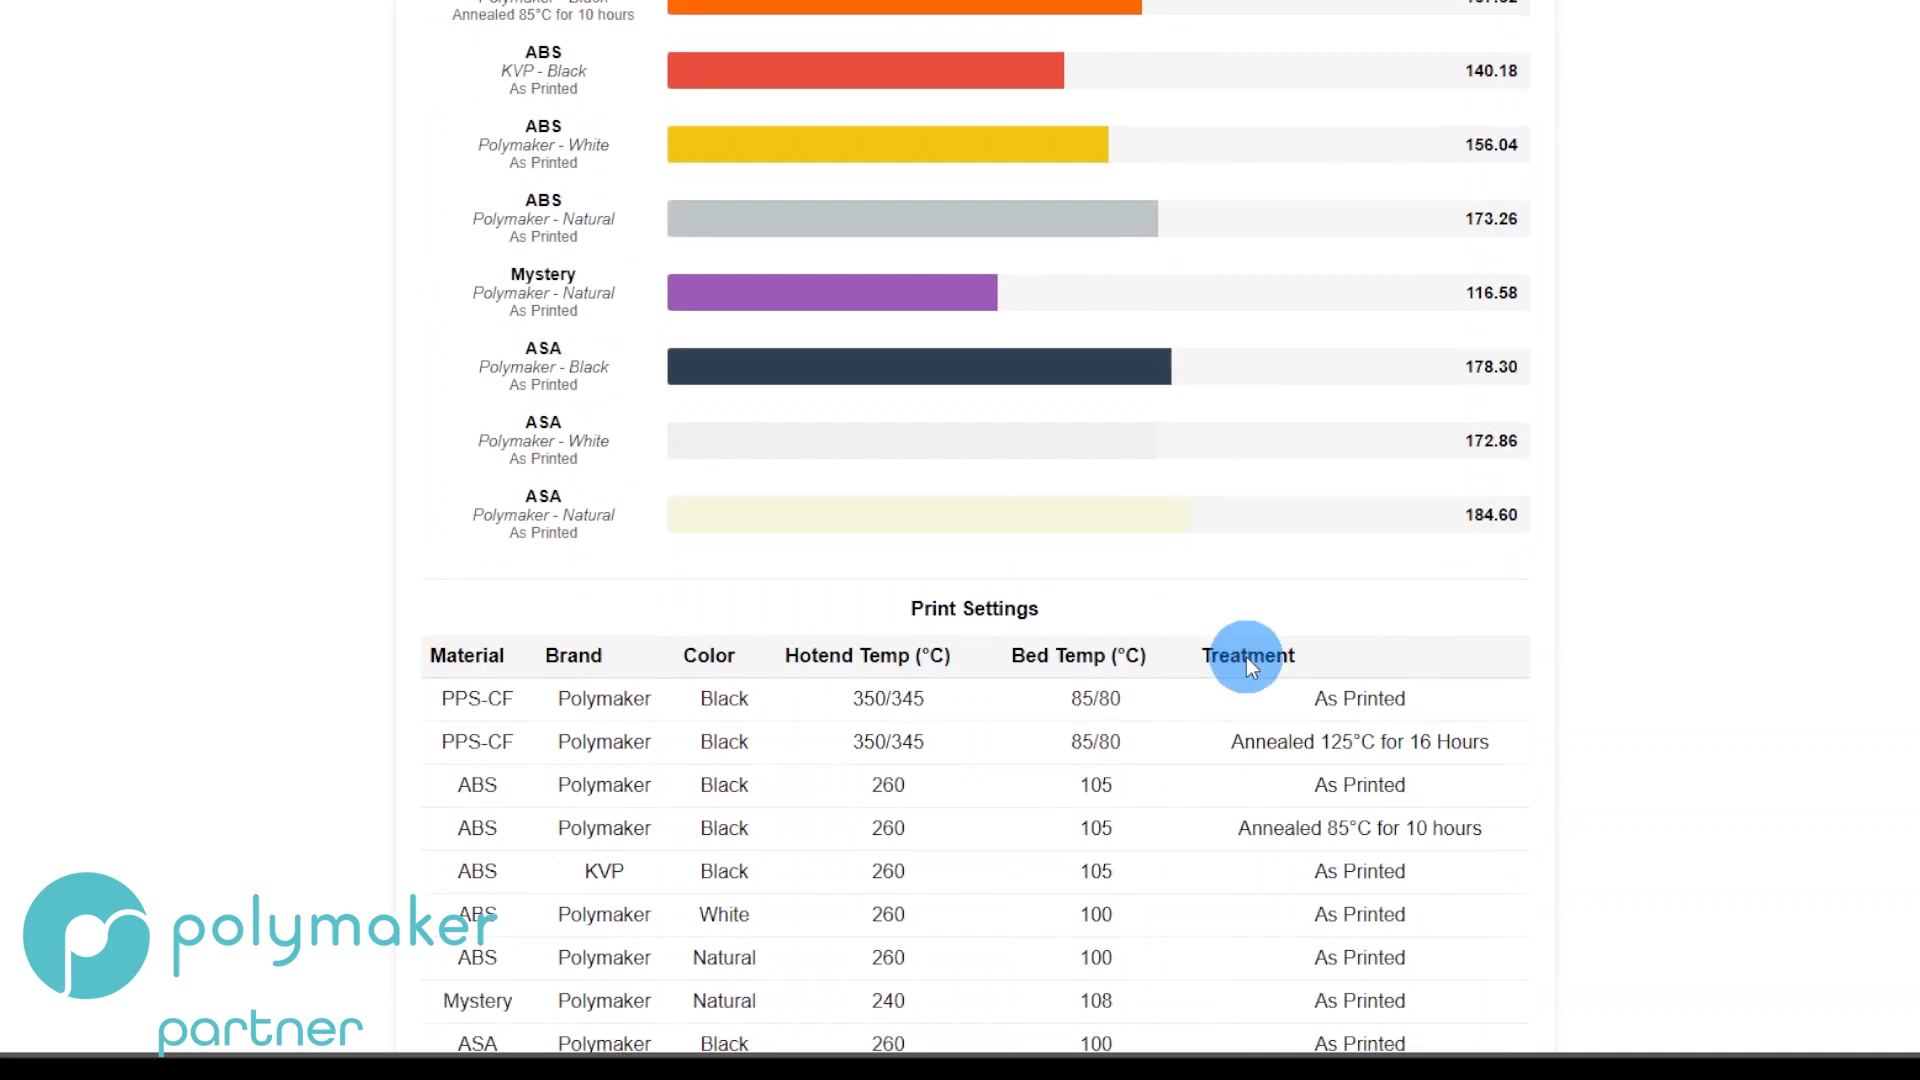 Annealed 85°C for 10 hours
ABS
KVP - Black
As Printed
140.18
ABS
Polymaker - White
As Printed
156.04
ABS
Polymaker - Natural
As Printed
173.26
Mystery
Polymaker - Natural
As Printed
116.58
ASA
Polymaker - Black
As Printed
178.30
ASA
Polymaker - White
As Printed
172.86
ASA
Polymaker - Natural
As Printed
184.60
Print Settings
Material Brand Color Hotend Temp (°C) Bed Temp (°C) Treatment
PPS-CF Polymaker Black 350/345 85/80 As Printed
PPS-CF Polymaker Black 350/345 85/80 Annealed 125°C for 16 Hours
ABS Polymaker Black 260 105 As Printed
ABS Polymaker Black 260 105 Annealed 85°C for 10 hours
ABS KVP Black 260 105 As Printed
ABS Polymaker White 260 100 As Printed
ABS Polymaker Natural 260 100 As Printed
Mystery Polymaker Natural 240 108 As Printed
ASA Polymaker Black 260 100 As Printed
polymaker
partner